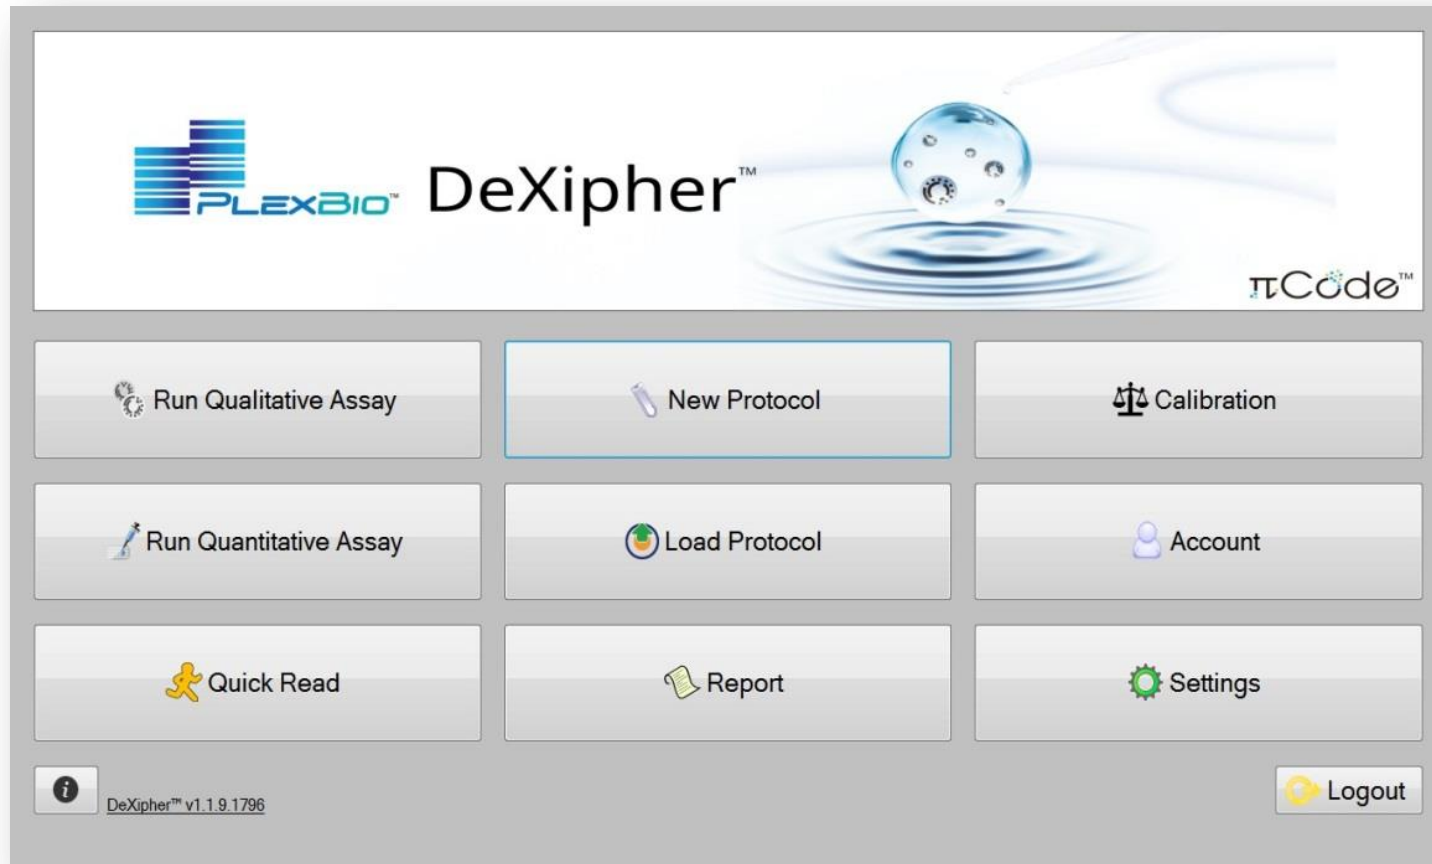 PLEXBIO™ DeXipher™
πCode™
Run Qualitative Assay
New Protocol
Calibration
Run Quantitative Assay
Load Protocol
Account
Quick Read
Report
Settings
i
DeXipher™ v1.1.9.1796
Logout